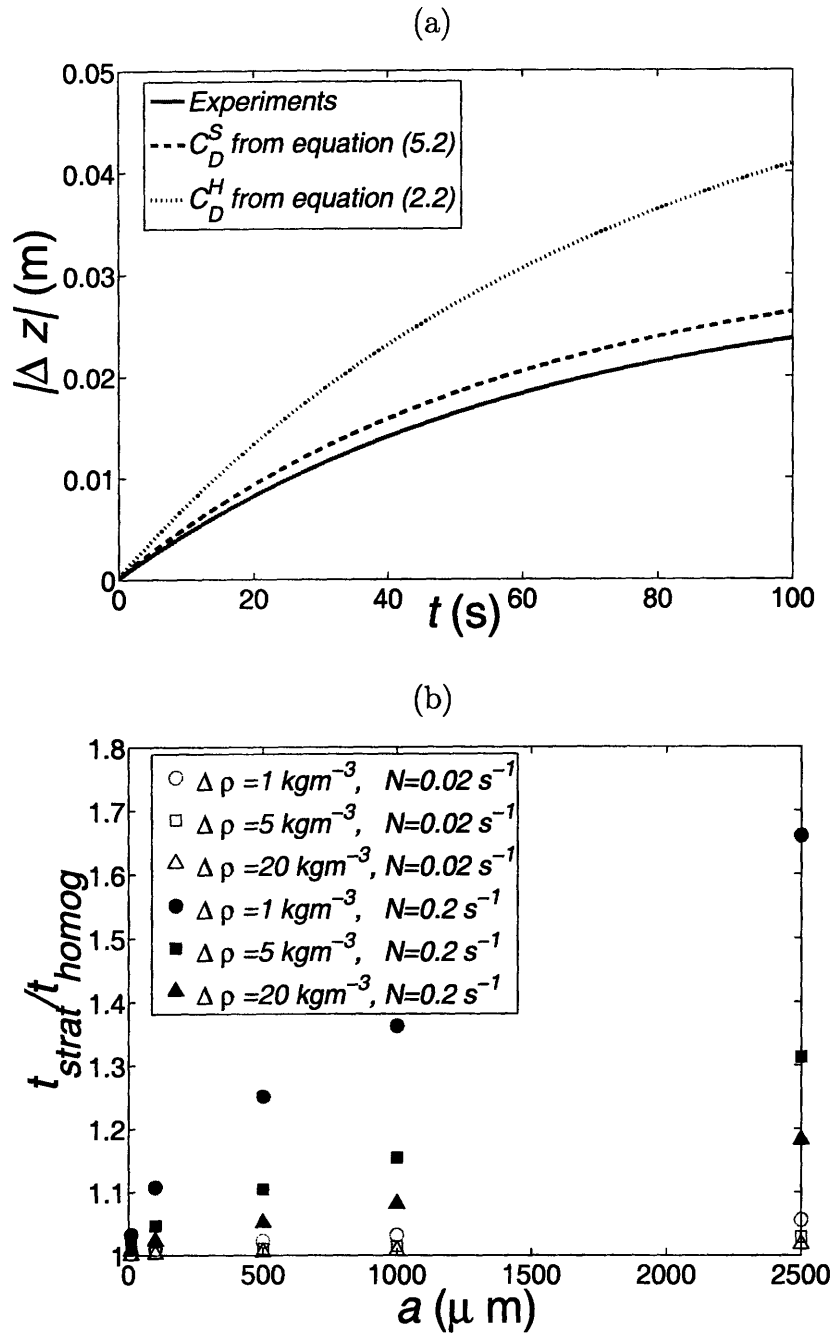 (a)
0.05
0.04
0.03
0.02
0.01
0
|Δ z| (m)
Experiments
C_D^S from equation (5.2)
C_D^H from equation (2.2)
0 20 40 60 80 100
t (s)
(b)
1.8
1.7
1.6
1.5
1.4
1.3
1.2
1.1
1
t_strat/t_homog
Δ ρ =1 kgm⁻³, N=0.02 s⁻¹
Δ ρ =5 kgm⁻³, N=0.02 s⁻¹
Δ ρ =20 kgm⁻³, N=0.02 s⁻¹
Δ ρ =1 kgm⁻³, N=0.2 s⁻¹
Δ ρ =5 kgm⁻³, N=0.2 s⁻¹
Δ ρ =20 kgm⁻³, N=0.2 s⁻¹
0 500 1000 1500 2000 2500
a (μ m)